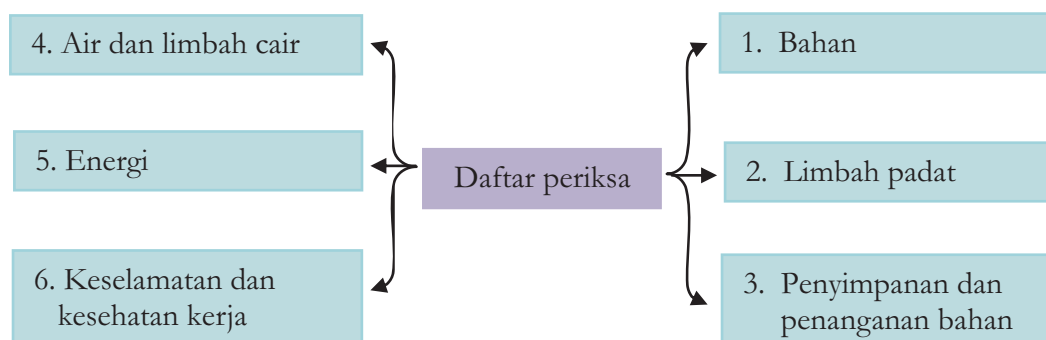 4. Air dan limbah cair
5. Energi
6. Keselamatan dan
kesehatan kerja
Daftar periksa
1. Bahan
2. Limbah padat
3. Penyimpanan dan
penanganan bahan